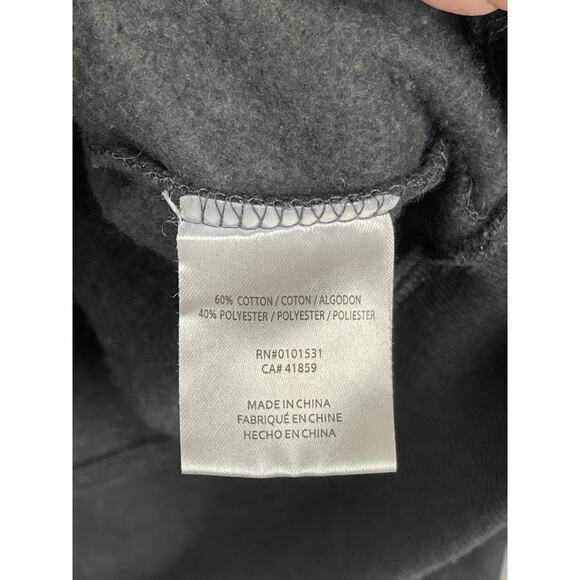 60% COTTON / COTON / ALGODON
40% POLYESTER / POLYESTER / POLIESTER
RN#0101531
CA# 41859
MADE IN CHINA
FABRIQUÉ EN CHINE
HECHO EN CHINA